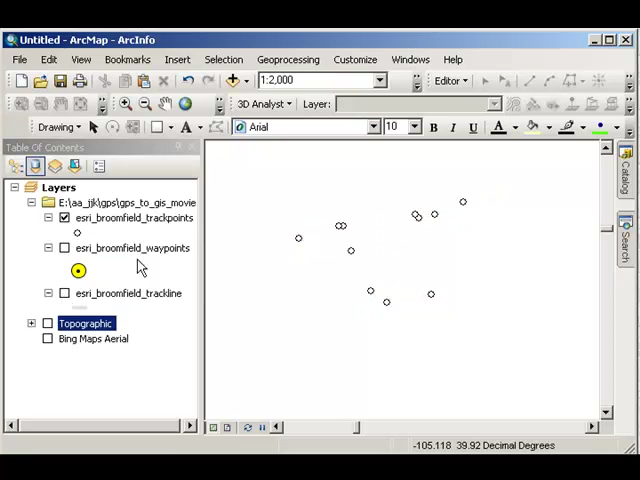 Untitled - ArcMap - ArcInfo
File Edit View Bookmarks Insert Selection Geoprocessing Customize Windows Help
1:2,000 Editor
3D Analyst Layer:
Drawing A Arial 10 B I U A
Table Of Contents
Layers
E:\aa_jjk\gps\gps_to_gis_movie
esri_broomfield_trackpoints
esri_broomfield_waypoints
esri_broomfield_trackline
Topographic
Bing Maps Aerial
Catalog
Search
-105.118 39.92 Decimal Degrees